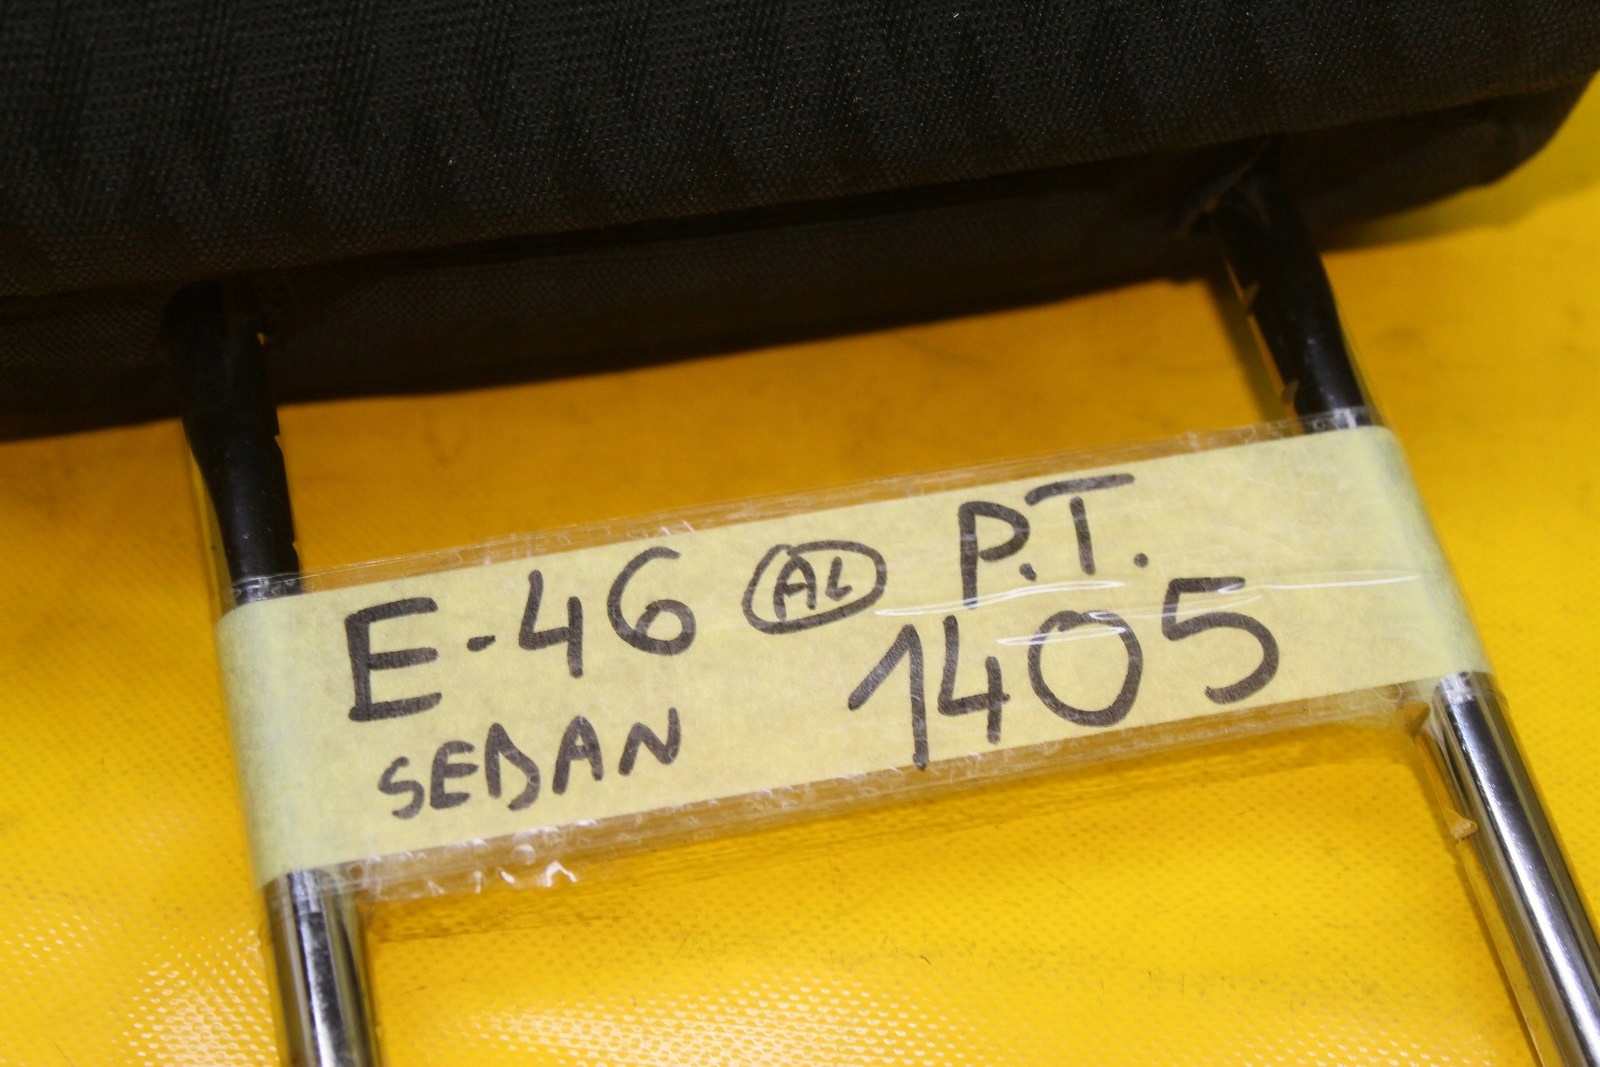 E-46 AL P.T.
SEDAN 1405